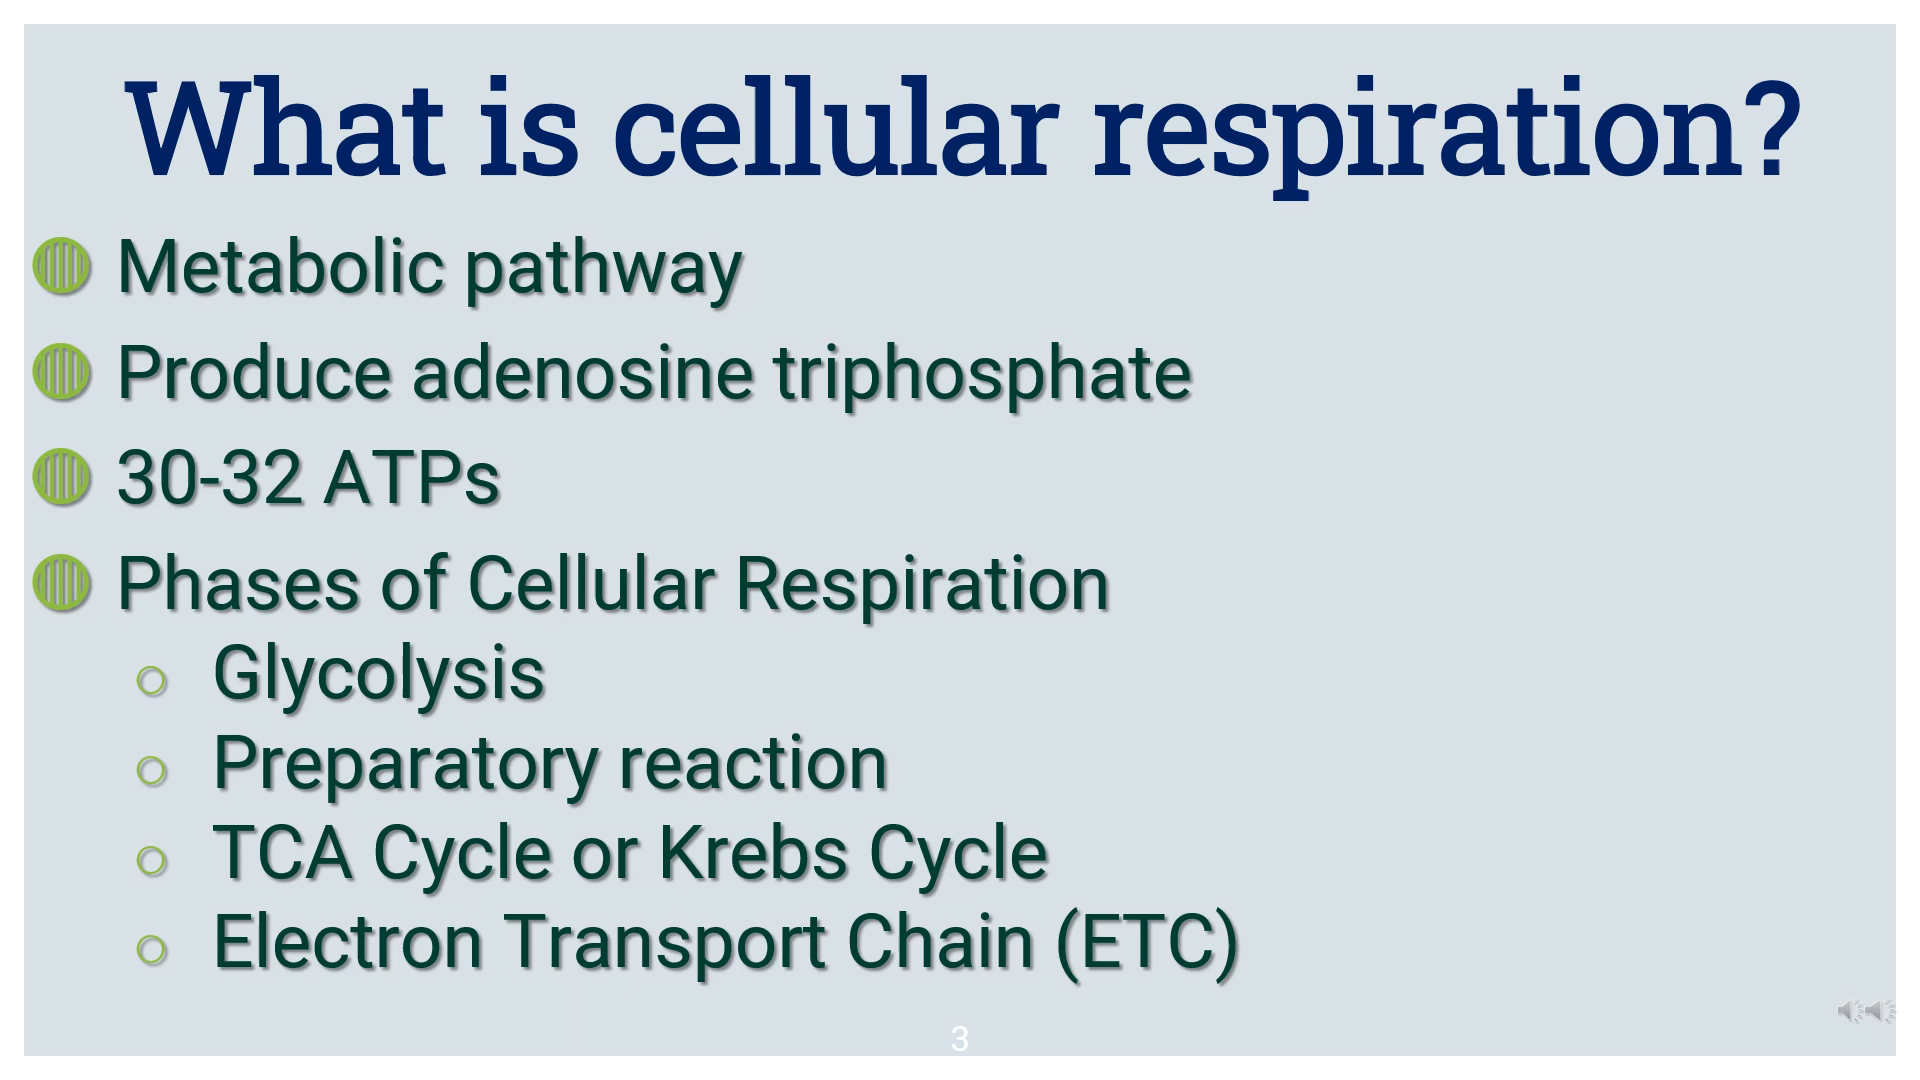 What is cellular respiration?
Metabolic pathway
Produce adenosine triphosphate
30-32 ATPs
Phases of Cellular Respiration
Glycolysis
Preparatory reaction
TCA Cycle or Krebs Cycle
Electron Transport Chain (ETC)
3